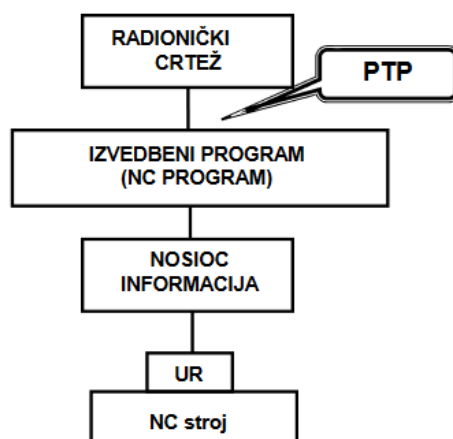 RADIONIČKI
CRTEŽ
PTP
IZVEDBENI PROGRAM
(NC PROGRAM)
NOSIOC
INFORMACIJA
UR
NC stroj